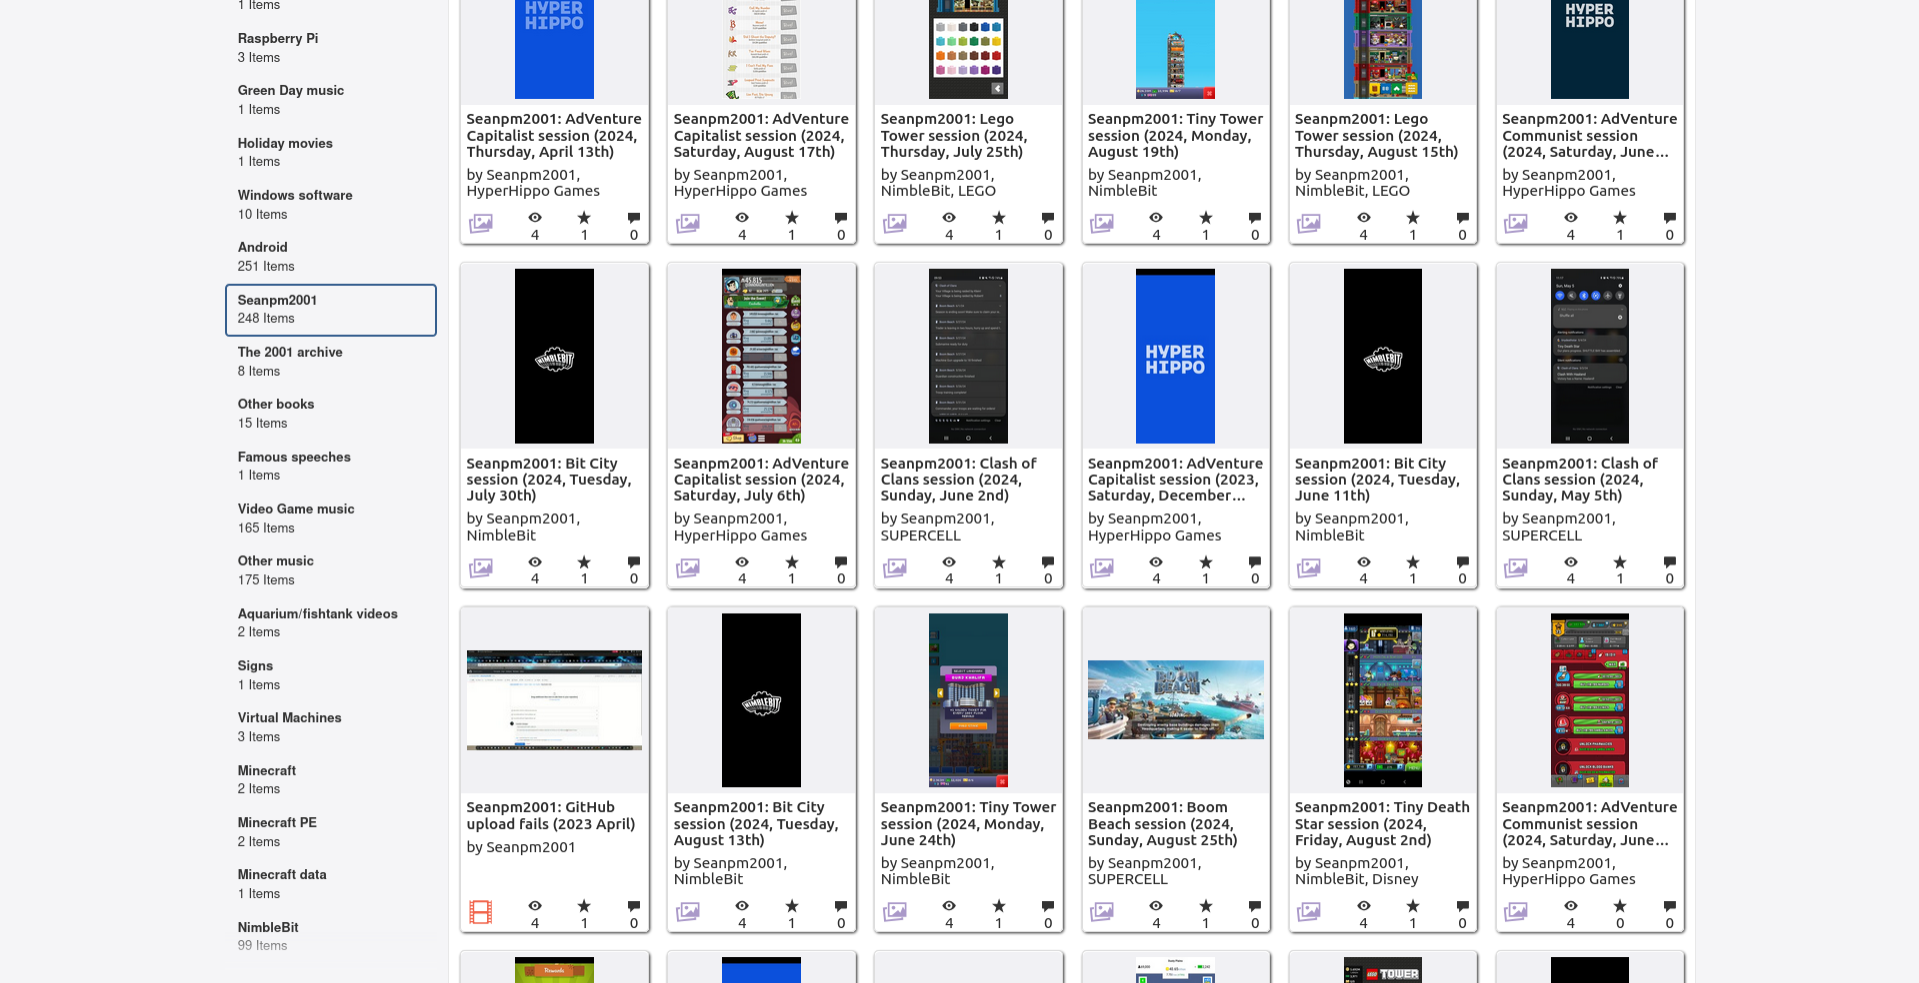 1 Items
Raspberry Pi
3 Items
Green Day music
1 Items
Holiday movies
1 Items
Windows software
10 Items
Android
251 Items
Seanpm2001
248 Items
The 2001 archive
8 Items
Other books
15 Items
Famous speeches
1 Items
Video Game music
165 Items
Other music
175 Items
Aquarium/fishtank videos
2 Items
Signs
1 Items
Virtual Machines
3 Items
Minecraft
2 Items
Minecraft PE
2 Items
Minecraft data
1 Items
NimbleBit
99 Items
HYPER
HIPPO
Seanpm2001: AdVenture
Capitalist session (2024,
Thursday, April 13th)
by Seanpm2001,
HyperHippo Games
4 1 0
Seanpm2001: AdVenture
Capitalist session (2024,
Saturday, August 17th)
by Seanpm2001,
HyperHippo Games
4 1 0
Seanpm2001: Lego
Tower session (2024,
Thursday, July 25th)
by Seanpm2001,
NimbleBit, LEGO
4 1 0
Seanpm2001: Tiny Tower
session (2024, Monday,
August 19th)
by Seanpm2001,
NimbleBit
4 1 0
Seanpm2001: Lego
Tower session (2024,
Thursday, August 15th)
by Seanpm2001,
NimbleBit, LEGO
4 1 0
HYPER
HIPPO
Seanpm2001: AdVenture
Communist session
(2024, Saturday, June...
by Seanpm2001,
HyperHippo Games
4 1 0
NIMBLEBIT
Seanpm2001: Bit City
session (2024, Tuesday,
July 30th)
by Seanpm2001,
NimbleBit
4 1 0
Seanpm2001: AdVenture
Capitalist session (2024,
Saturday, July 6th)
by Seanpm2001,
HyperHippo Games
4 1 0
Seanpm2001: Clash of
Clans session (2024,
Sunday, June 2nd)
by Seanpm2001,
SUPERCELL
4 1 0
HYPER
HIPPO
Seanpm2001: AdVenture
Capitalist session (2023,
Saturday, December...
by Seanpm2001,
HyperHippo Games
4 1 0
NIMBLEBIT
Seanpm2001: Bit City
session (2024, Tuesday,
June 11th)
by Seanpm2001,
NimbleBit
4 1 0
Seanpm2001: Clash of
Clans session (2024,
Sunday, May 5th)
by Seanpm2001,
SUPERCELL
4 1 0
Seanpm2001: GitHub
upload fails (2023 April)
by Seanpm2001
4 1 0
NIMBLEBIT
Seanpm2001: Bit City
session (2024, Tuesday,
August 13th)
by Seanpm2001,
NimbleBit
4 1 0
Seanpm2001: Tiny Tower
session (2024, Monday,
June 24th)
by Seanpm2001,
NimbleBit
4 1 0
BOOM
BEACH
Seanpm2001: Boom
Beach session (2024,
Sunday, August 25th)
by Seanpm2001,
SUPERCELL
4 1 0
Seanpm2001: Tiny Death
Star session (2024,
Friday, August 2nd)
by Seanpm2001,
NimbleBit, Disney
4 1 0
Seanpm2001: AdVenture
Communist session
(2024, Saturday, June...
by Seanpm2001,
HyperHippo Games
4 0 0
Rewards
LEGO TOWER